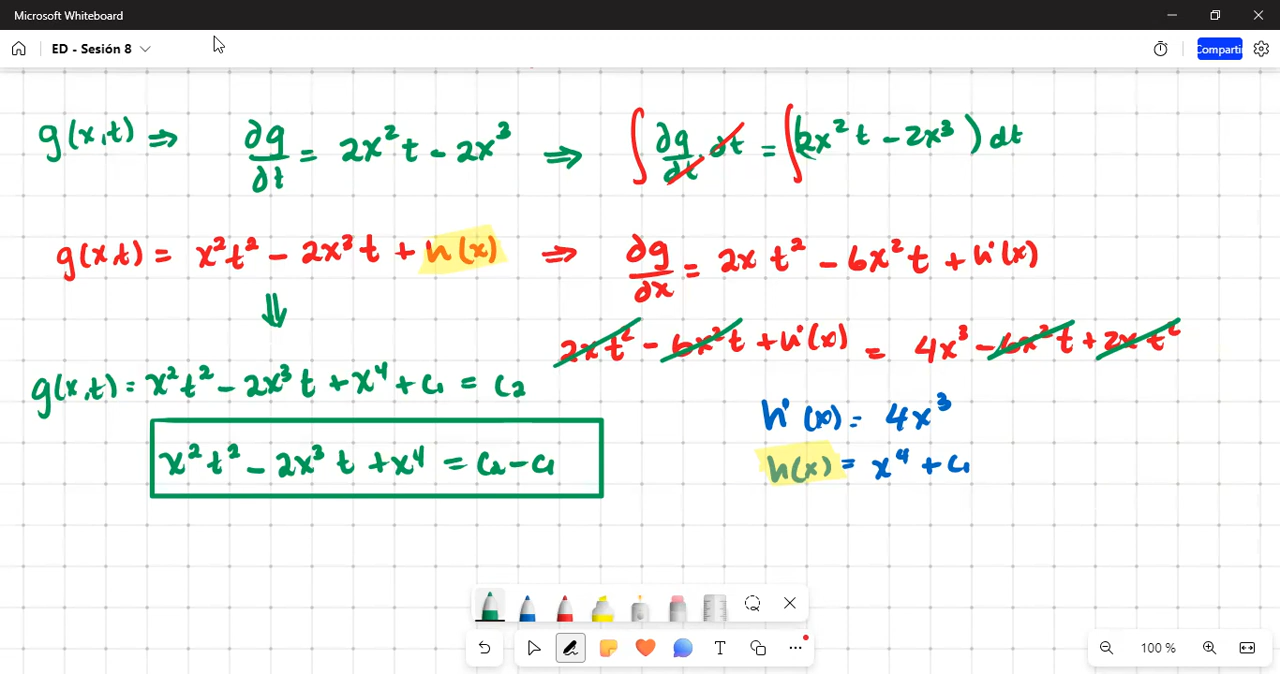 Microsoft Whiteboard
ED - Sesión 8
Compartir
g(x,t) ⇒ ∂g/∂t = 2x²t - 2x³ ⇒ ∫ ∂g/∂t · dt = ∫(2x²t - 2x³) dt
g(x,t) = x²t² - 2x³t + h(x) ⇒ ∂g/∂x = 2x t² - 6x²t + h'(x)
⇓
2xt² - 6x²t + h'(x) = 4x³ - 6x²t + 2xt²
g(x,t) = x²t² - 2x³t + x⁴ + c₁ = c₂
h'(x) = 4x³
x²t² - 2x³t + x⁴ = c₂ - c₁
h(x) = x⁴ + c₁
T
100 %